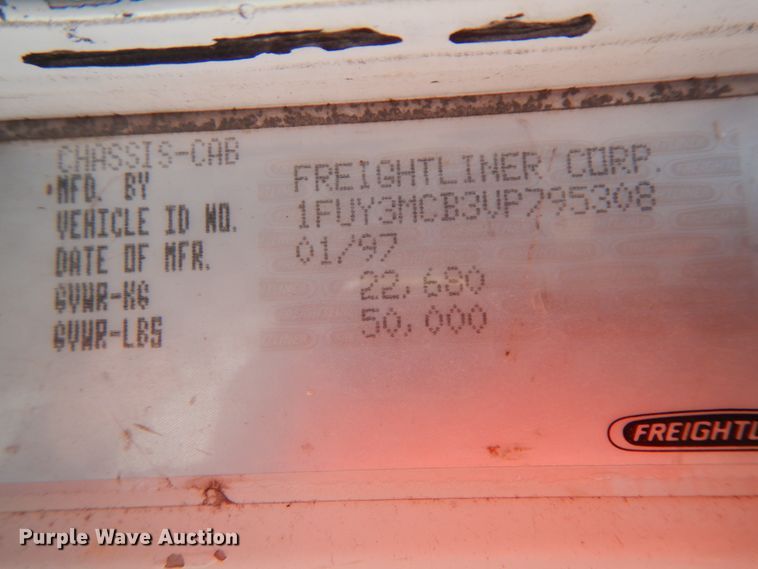 CHASSIS-CAB
MFD. BY FREIGHTLINER CORP.
VEHICLE ID NO. 1FUY3MCB3VP795308
DATE OF MFR. 01/97
GVWR-KG 22,680
GVWR-LBS 50,000
FREIGHTL
Purple Wave Auction